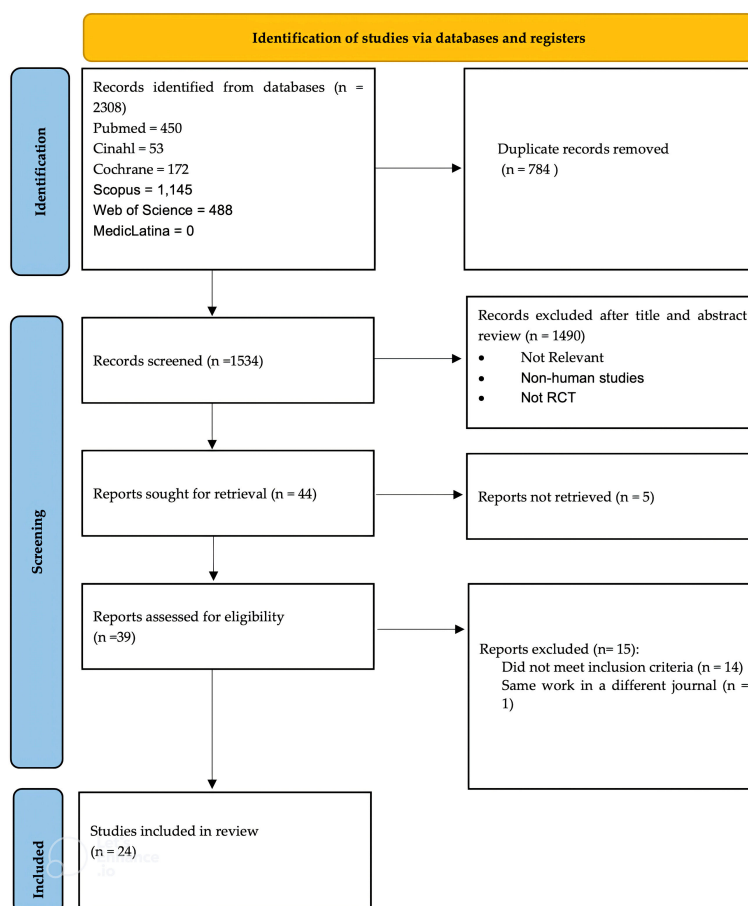 Identification of studies via databases and registers
Identification
Records identified from databases (n =
2308)
Pubmed = 450
Cinahl = 53
Cochrane = 172
Scopus = 1,145
Web of Science = 488
MedicLatina = 0
Duplicate records removed
(n = 784 )
Screening
Records screened (n =1534)
Records excluded after title and abstract
review (n = 1490)
• Not Relevant
• Non-human studies
• Not RCT
Reports sought for retrieval (n = 44)
Reports not retrieved (n = 5)
Reports assessed for eligibility
(n =39)
Reports excluded (n= 15):
Did not meet inclusion criteria (n = 14)
Same work in a different journal (n =
1)
Included
Studies included in review
(n = 24)
.io